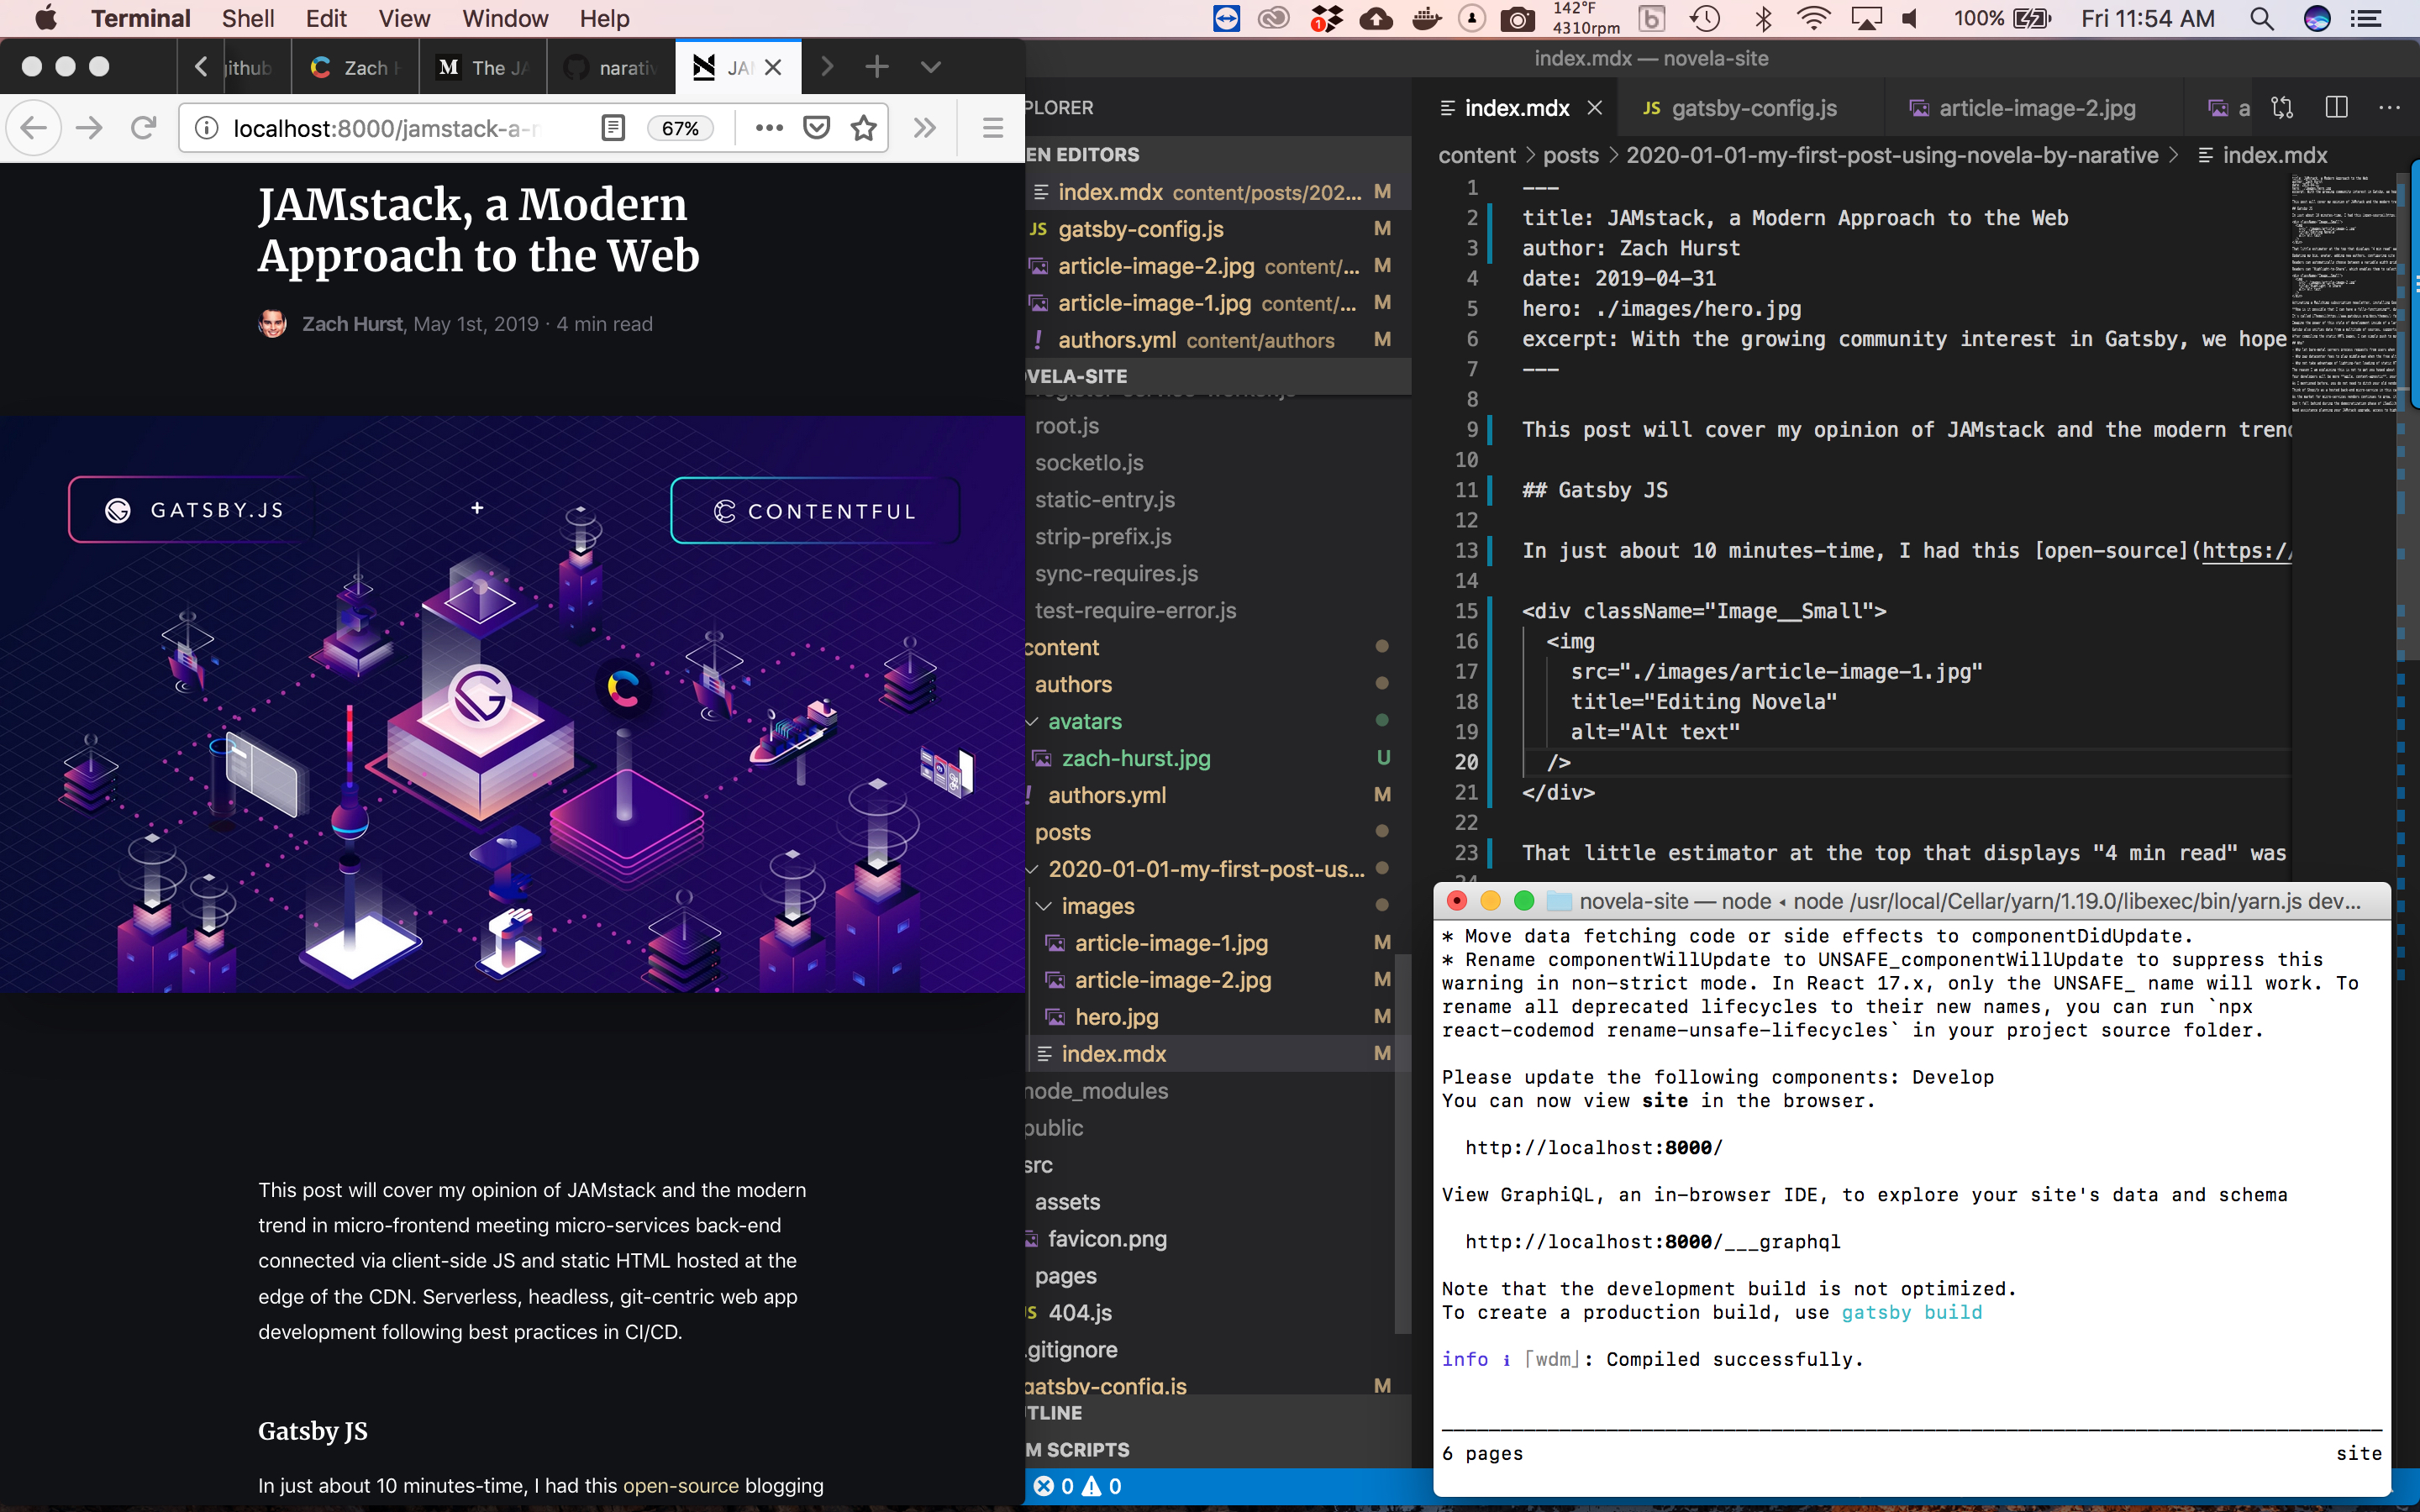 Terminal Shell Edit View Window Help
1
142°F
4310rpm
100%
Fri 11:54 AM
github
Zach H
M The JA
narativ
JAM
localhost:8000/jamstack-a-m
67%
JAMstack, a Modern
Approach to the Web
Zach Hurst, May 1st, 2019 · 4 min read
GATSBY.JS
+
CONTENTFUL
This post will cover my opinion of JAMstack and the modern
trend in micro-frontend meeting micro-services back-end
connected via client-side JS and static HTML hosted at the
edge of the CDN. Serverless, headless, git-centric web app
development following best practices in CI/CD.
Gatsby JS
In just about 10 minutes-time, I had this open-source blogging
index.mdx — novela-site
PLORER
EN EDITORS
index.mdx content/posts/202... M
JS gatsby-config.js M
article-image-2.jpg content/... M
article-image-1.jpg content/... M
! authors.yml content/authors M
VELA-SITE
register-service-worker.js
root.js
socketIo.js
static-entry.js
strip-prefix.js
sync-requires.js
test-require-error.js
content
authors
avatars
zach-hurst.jpg U
! authors.yml M
posts
2020-01-01-my-first-post-us...
images
article-image-1.jpg M
article-image-2.jpg M
hero.jpg M
index.mdx M
node_modules
public
src
assets
favicon.png
pages
JS 404.js
.gitignore
gatsby-config.js M
TLINE
M SCRIPTS
0 0
index.mdx
JS gatsby-config.js
article-image-2.jpg
a
content > posts > 2020-01-01-my-first-post-using-novela-by-narative > index.mdx
1 ---
2 title: JAMstack, a Modern Approach to the Web
3 author: Zach Hurst
4 date: 2019-04-31
5 hero: ./images/hero.jpg
6 excerpt: With the growing community interest in Gatsby, we hope
7 ---
8
9 This post will cover my opinion of JAMstack and the modern trend
10
11 ## Gatsby JS
12
13 In just about 10 minutes-time, I had this [open-source](https://
14
15 <div className="Image__Small">
16 <img
17 src="./images/article-image-1.jpg"
18 title="Editing Novela"
19 alt="Alt text"
20 />
21 </div>
22
23 That little estimator at the top that displays "4 min read" was
24
novela-site — node ◂ node /usr/local/Cellar/yarn/1.19.0/libexec/bin/yarn.js dev...
* Move data fetching code or side effects to componentDidUpdate.
* Rename componentWillUpdate to UNSAFE_componentWillUpdate to suppress this
warning in non-strict mode. In React 17.x, only the UNSAFE_ name will work. To
rename all deprecated lifecycles to their new names, you can run `npx
react-codemod rename-unsafe-lifecycles` in your project source folder.
Please update the following components: Develop
You can now view site in the browser.
http://localhost:8000/
View GraphiQL, an in-browser IDE, to explore your site's data and schema
http://localhost:8000/___graphql
Note that the development build is not optimized.
To create a production build, use gatsby build
info ℹ ｢wdm｣: Compiled successfully.
6 pages site